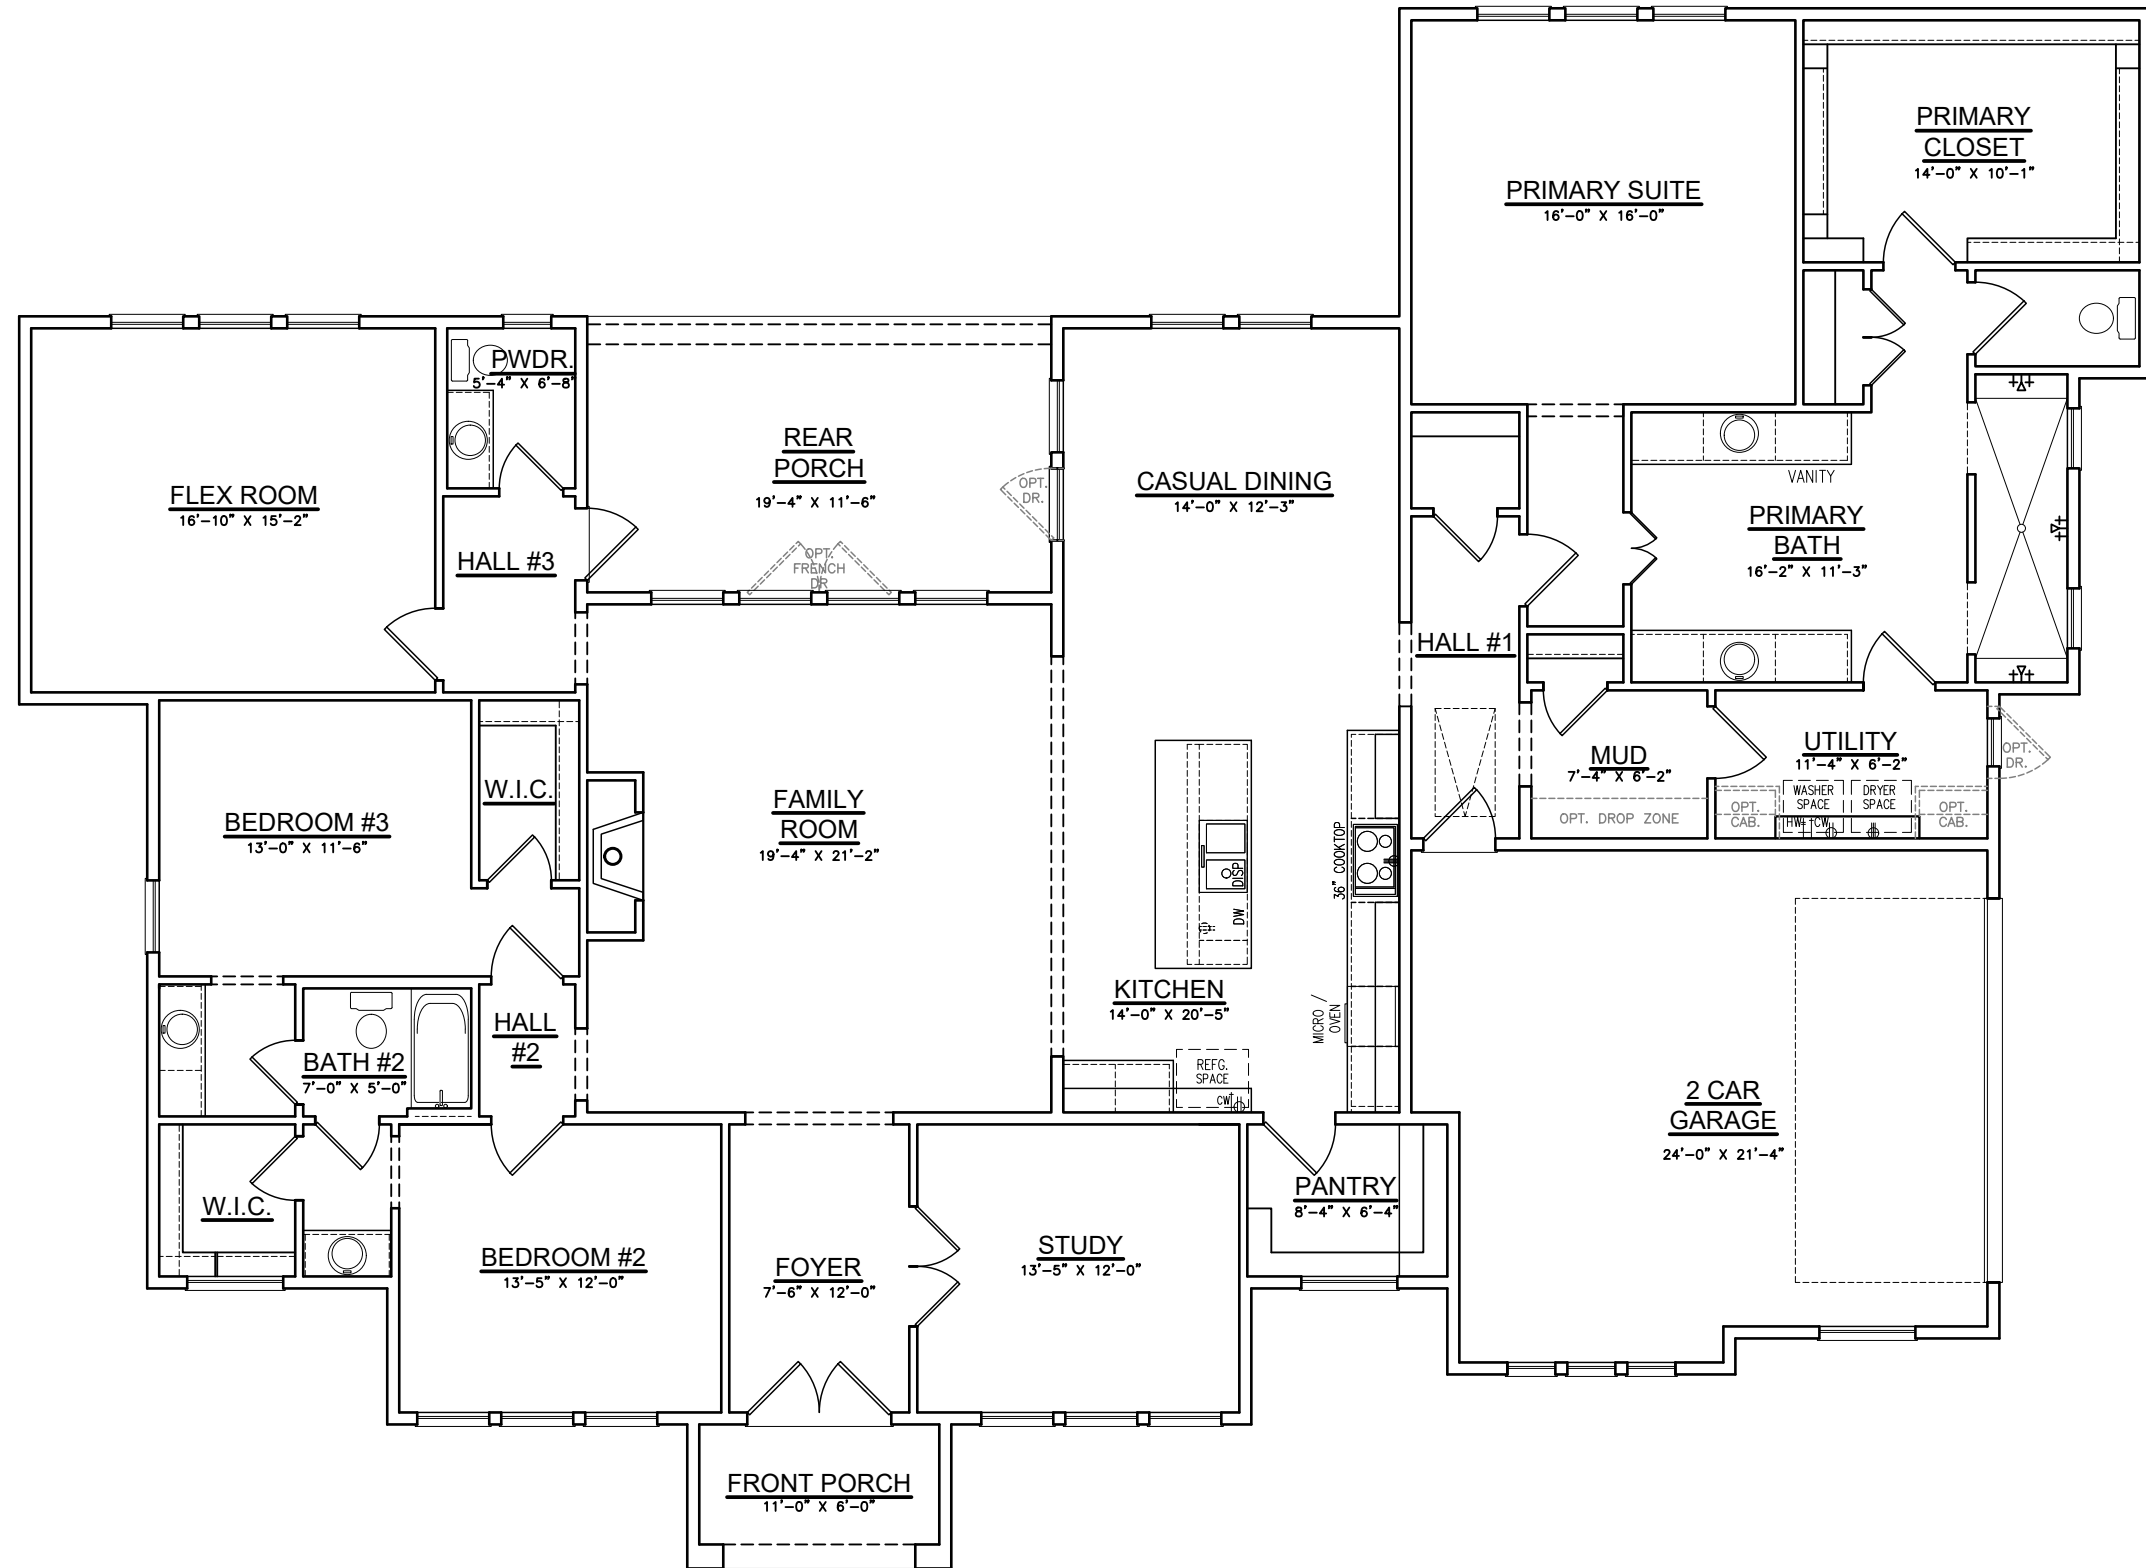 PRIMARY
CLOSET
14'-0" X 10'-1"
PRIMARY SUITE
16'-0" X 16'-0"
PWDR.
5'-4" X 6'-8"
REAR
PORCH
19'-4" X 11'-6"
OPT.
DR.
OPT.
FRENCH
DR
CASUAL DINING
14'-0" X 12'-3"
VANITY
PRIMARY
BATH
16'-2" X 11'-3"
FLEX ROOM
16'-10" X 15'-2"
HALL #3
HALL #1
MUD
7'-4" X 6'-2"
OPT. DROP ZONE
UTILITY
11'-4" X 6'-2"
OPT.
DR.
WASHER
SPACE
DRYER
SPACE
OPT.
CAB.
HW
CW
OPT.
CAB.
W.I.C.
BEDROOM #3
13'-0" X 11'-6"
FAMILY
ROOM
19'-4" X 21'-2"
36" COOKTOP
DISP
DW
KITCHEN
14'-0" X 20'-5"
MICRO /
OVEN
REFG.
SPACE
CW
HALL
#2
BATH #2
7'-0" X 5'-0"
2 CAR
GARAGE
24'-0" X 21'-4"
W.I.C.
BEDROOM #2
13'-5" X 12'-0"
FOYER
7'-6" X 12'-0"
STUDY
13'-5" X 12'-0"
PANTRY
8'-4" X 6'-4"
FRONT PORCH
11'-0" X 6'-0"